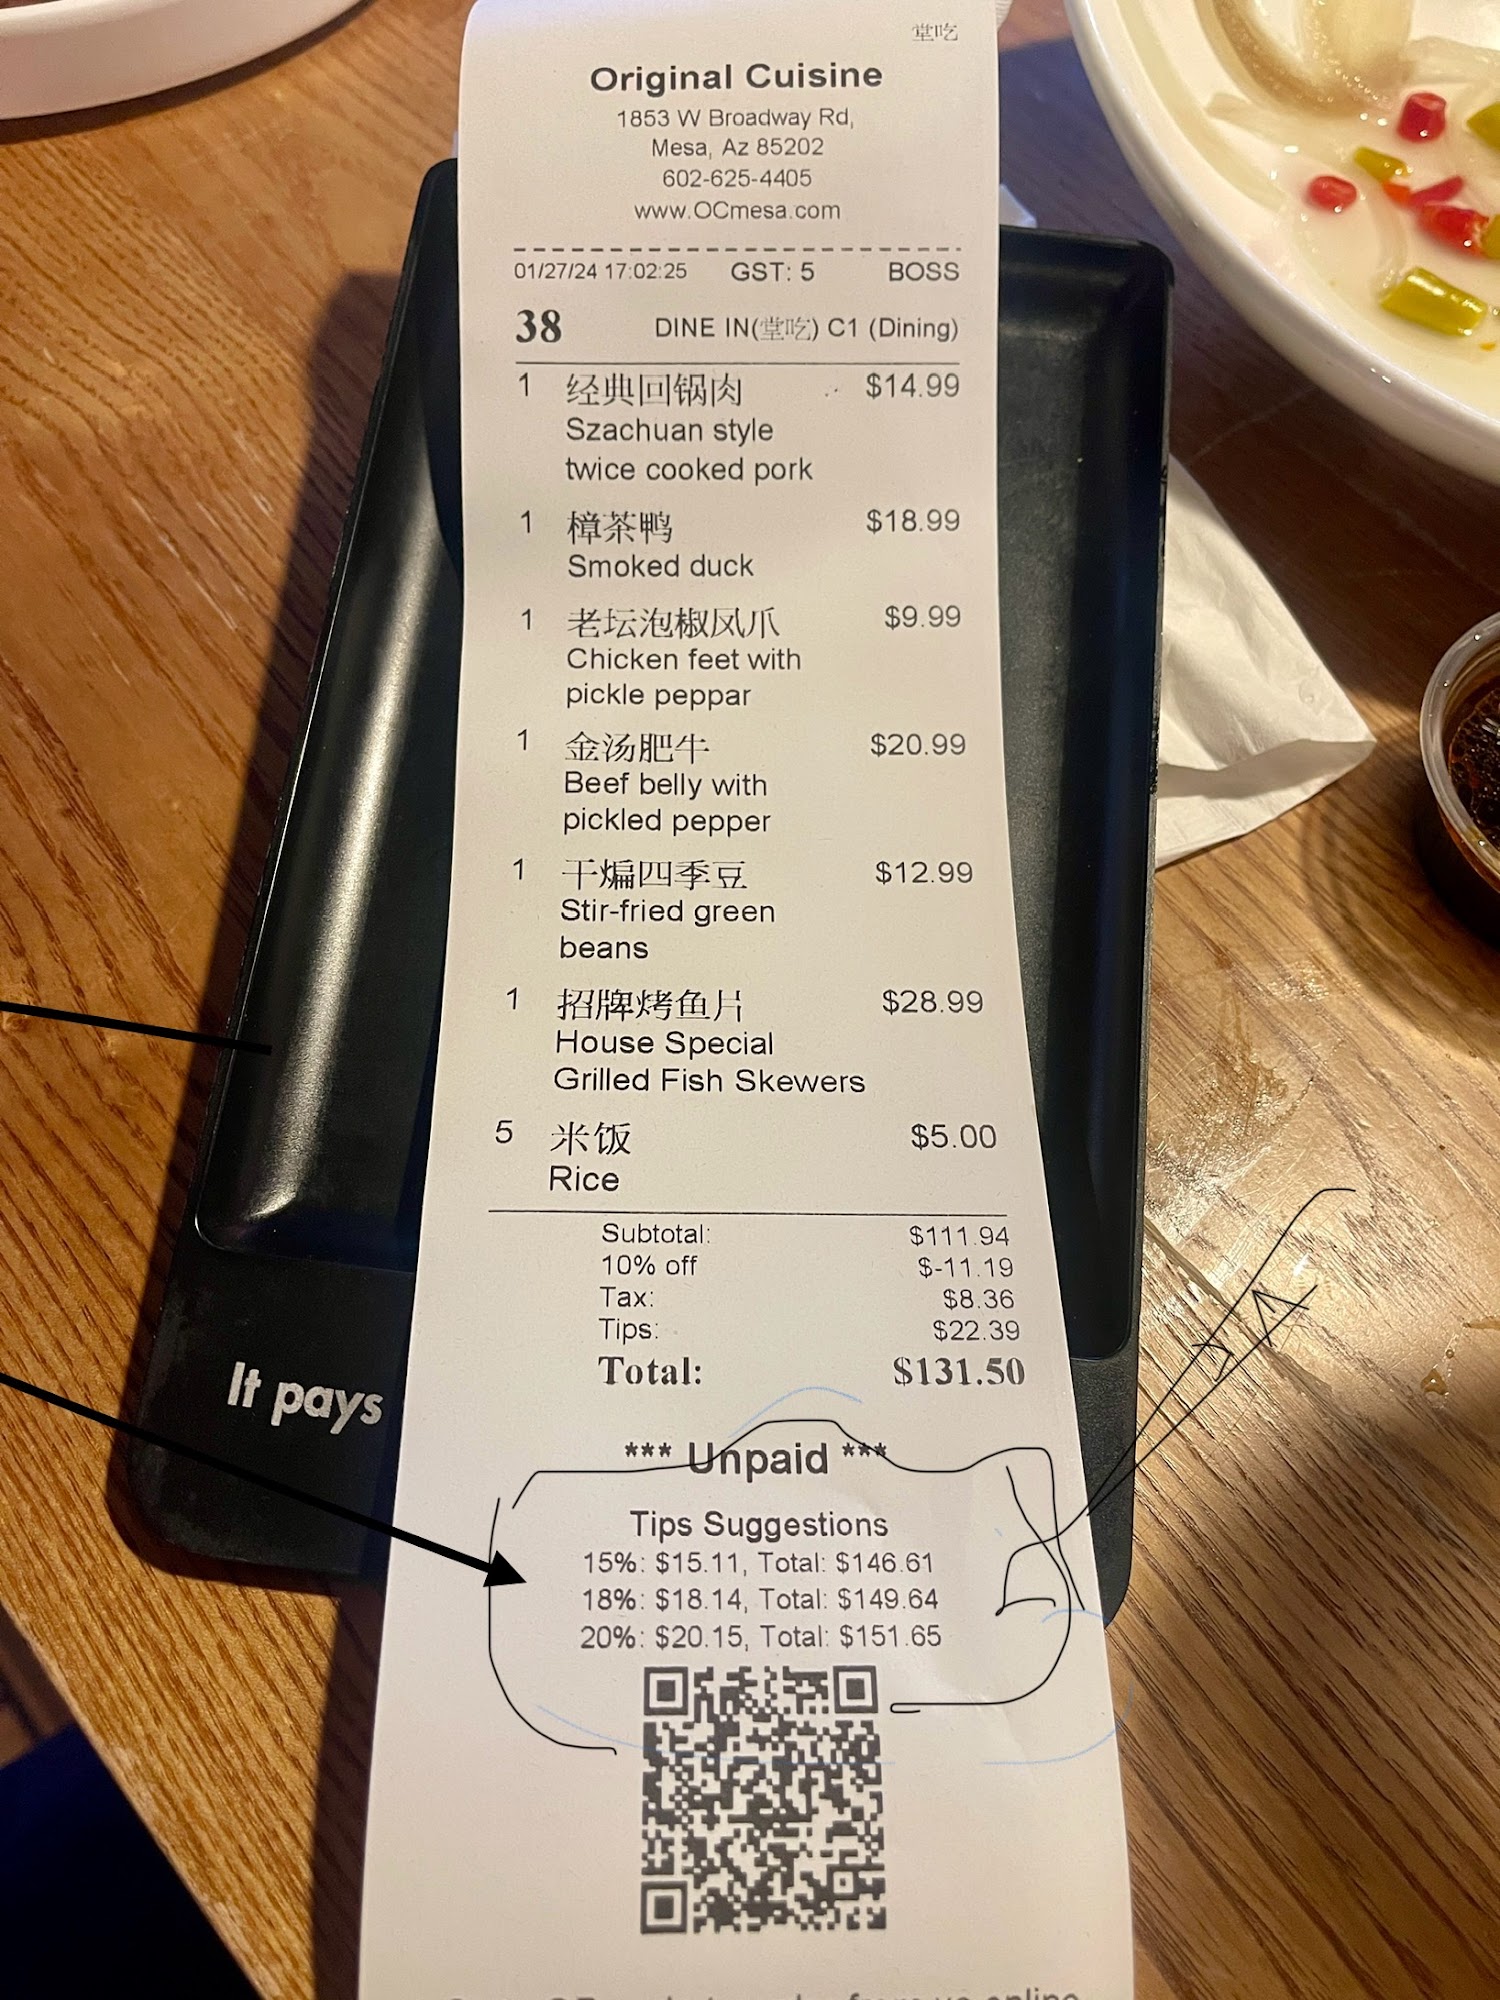 堂吃
Original Cuisine
1853 W Broadway Rd,
Mesa, Az 85202
602-625-4405
www.OCmesa.com
01/27/24 17:02:25 GST: 5 BOSS
38 DINE IN(堂吃) C1 (Dining)
1 经典回锅肉 $14.99
Szachuan style
twice cooked pork
1 樟茶鸭 $18.99
Smoked duck
1 老坛泡椒凤爪 $9.99
Chicken feet with
pickle peppar
1 金汤肥牛 $20.99
Beef belly with
pickled pepper
1 干煸四季豆 $12.99
Stir-fried green
beans
1 招牌烤鱼片 $28.99
House Special
Grilled Fish Skewers
5 米饭 $5.00
Rice
Subtotal: $111.94
10% off $-11.19
Tax: $8.36
Tips: $22.39
Total: $131.50
It pays
*** Unpaid ***
Tips Suggestions
15%: $15.11, Total: $146.61
18%: $18.14, Total: $149.64
20%: $20.15, Total: $151.65